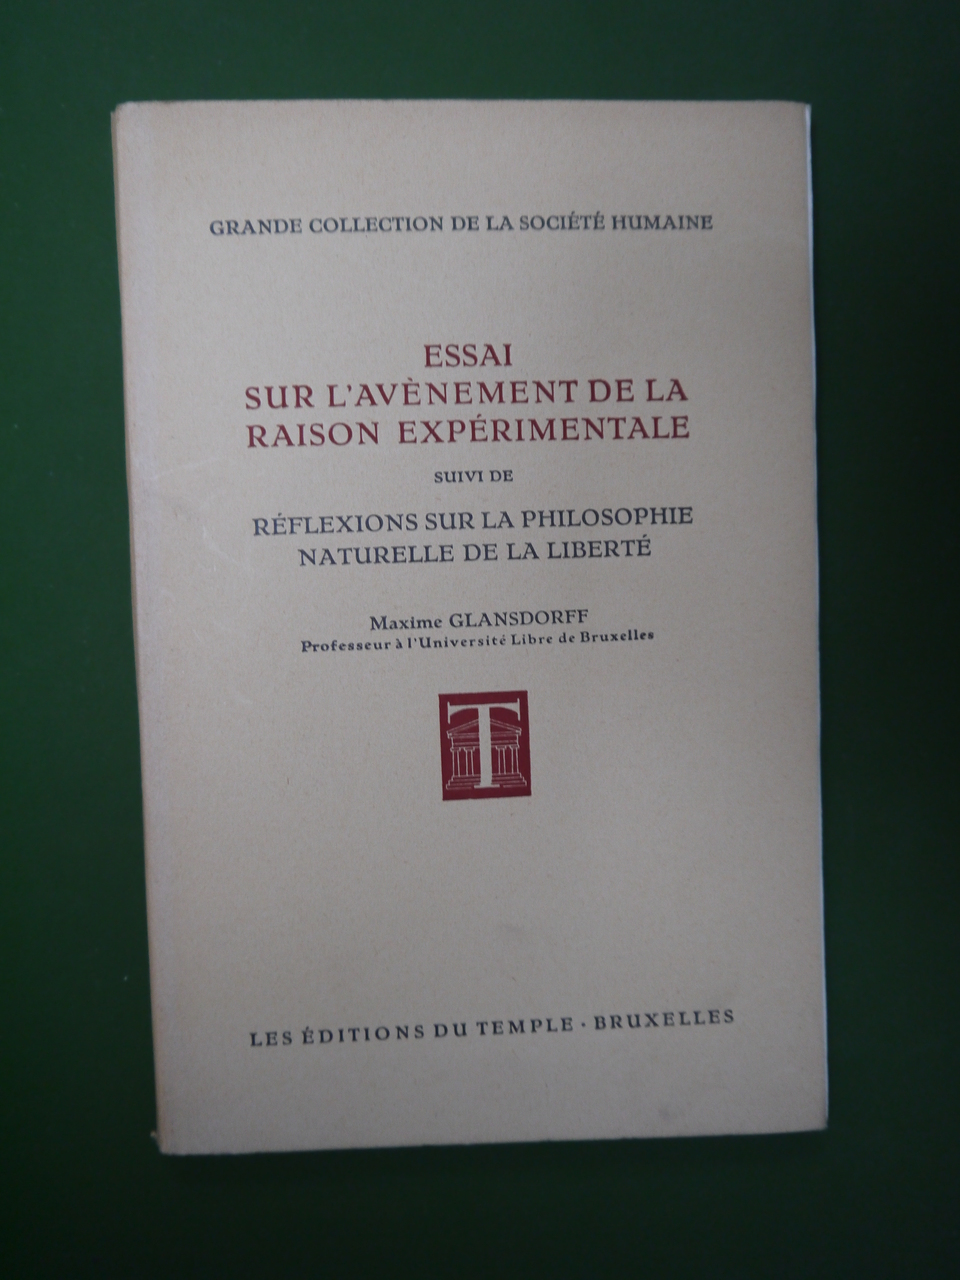 GRANDE COLLECTION DE LA SOCIÉTÉ HUMAINE
ESSAI
SUR L'AVÈNEMENT DE LA
RAISON EXPÉRIMENTALE
SUIVI DE
RÉFLEXIONS SUR LA PHILOSOPHIE
NATURELLE DE LA LIBERTÉ
Maxime GLANSDORFF
Professeur à l'Université Libre de Bruxelles
T
LES ÉDITIONS DU TEMPLE · BRUXELLES